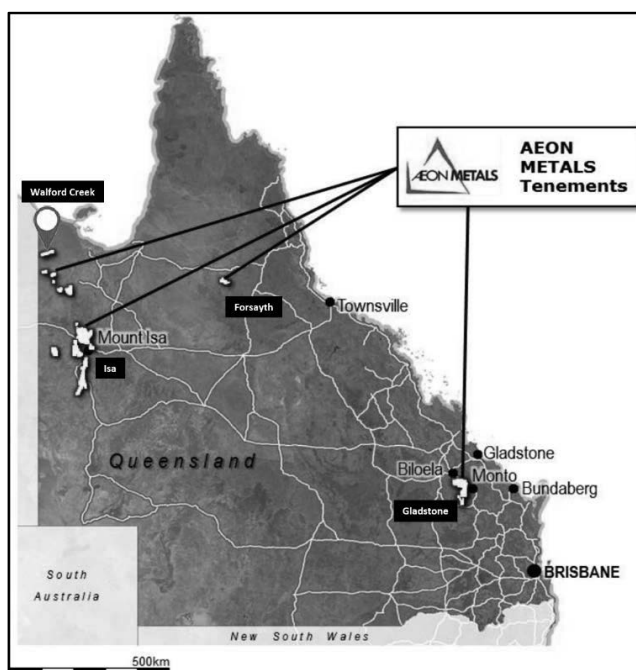 AEON METALS
AEON
METALS
Tenements
Walford Creek
Forsayth
Townsville
Mount Isa
Isa
Queensland
Gladstone
Biloela
Monto
Gladstone
Bundaberg
BRISBANE
South
Australia
New South Wales
500km